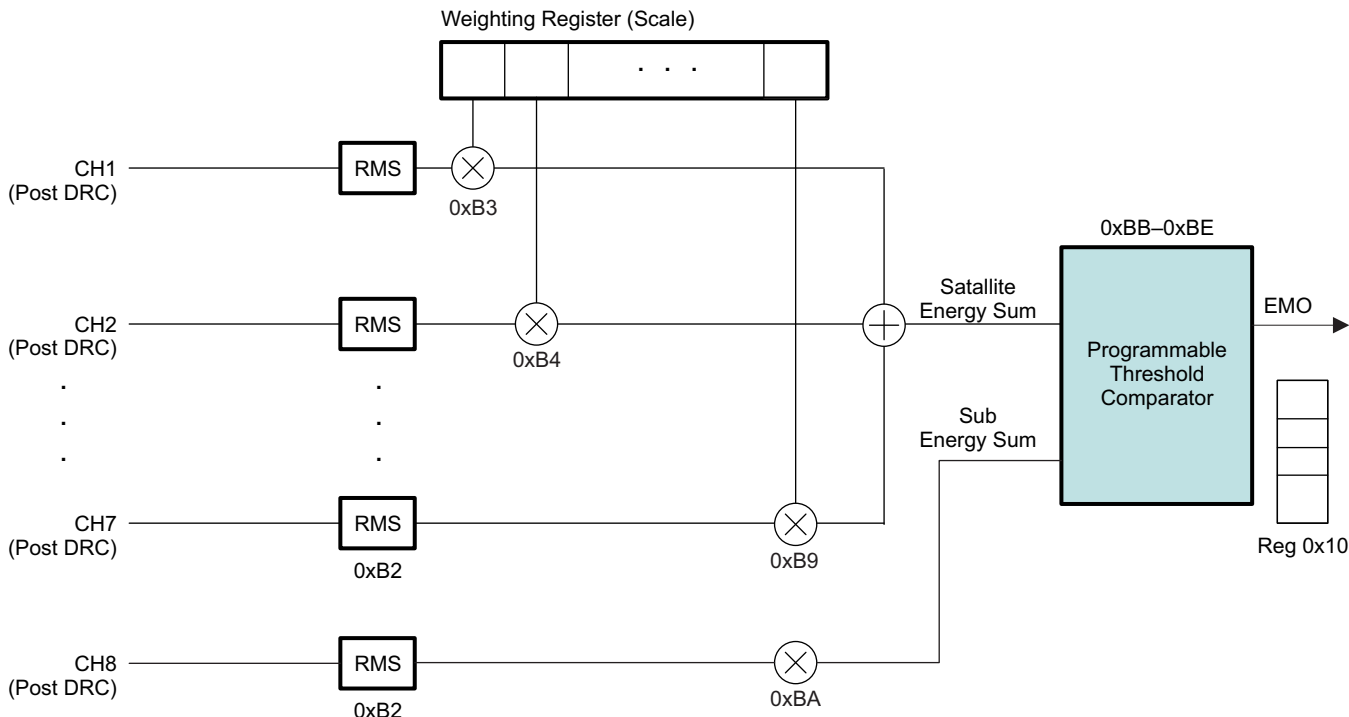 Weighting Register (Scale)
. . .
CH1
(Post DRC)
RMS
0xB3
0xBB–0xBE
CH2
(Post DRC)
RMS
0xB4
Satallite
Energy Sum
EMO
Programmable
Threshold
Comparator
.
.
.
.
.
.
Sub
Energy Sum
CH7
(Post DRC)
RMS
0xB2
0xB9
Reg 0x10
CH8
(Post DRC)
RMS
0xB2
0xBA